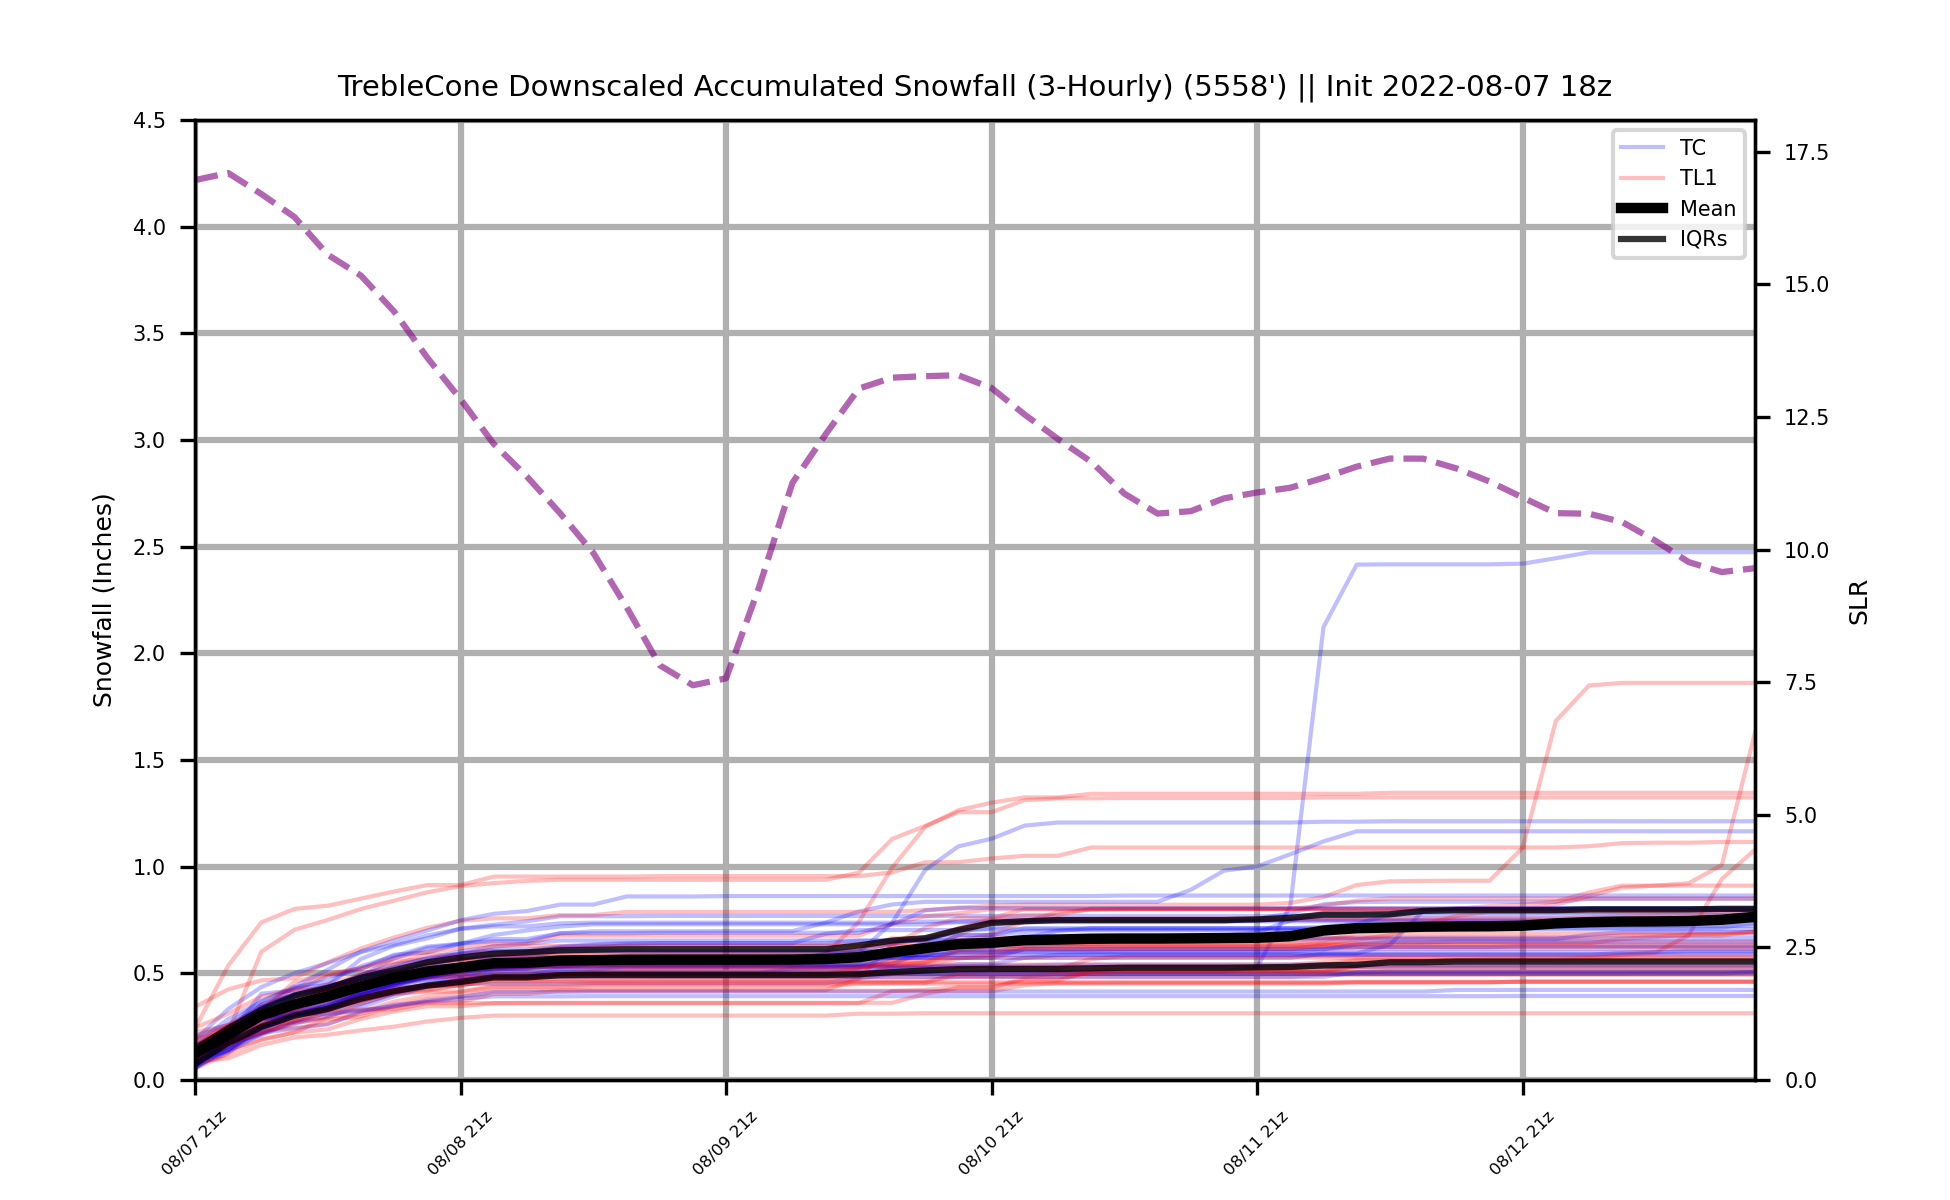 TrebleCone Downscaled Accumulated Snowfall (3-Hourly) (5558') || Init 2022-08-07 18z
4.5
4.0
3.5
3.0
2.5
2.0
1.5
1.0
0.5
0.0
Snowfall (Inches)
TC
TL1
Mean
IQRs
17.5
15.0
12.5
10.0
7.5
5.0
2.5
0.0
SLR
08/07 21z
08/08 21z
08/09 21z
08/10 21z
08/11 21z
08/12 21z